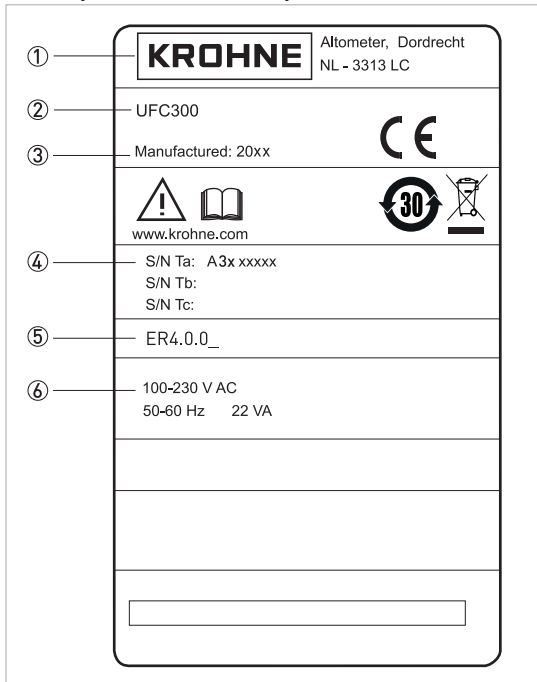 ① KROHNE Altometer, Dordrecht
NL - 3313 LC
② UFC300
③ Manufactured: 20xx
CE
30
www.krohne.com
④ S/N Ta: A3x xxxxx
S/N Tb:
S/N Tc:
⑤ ER4.0.0_
⑥ 100-230 V AC
50-60 Hz 22 VA